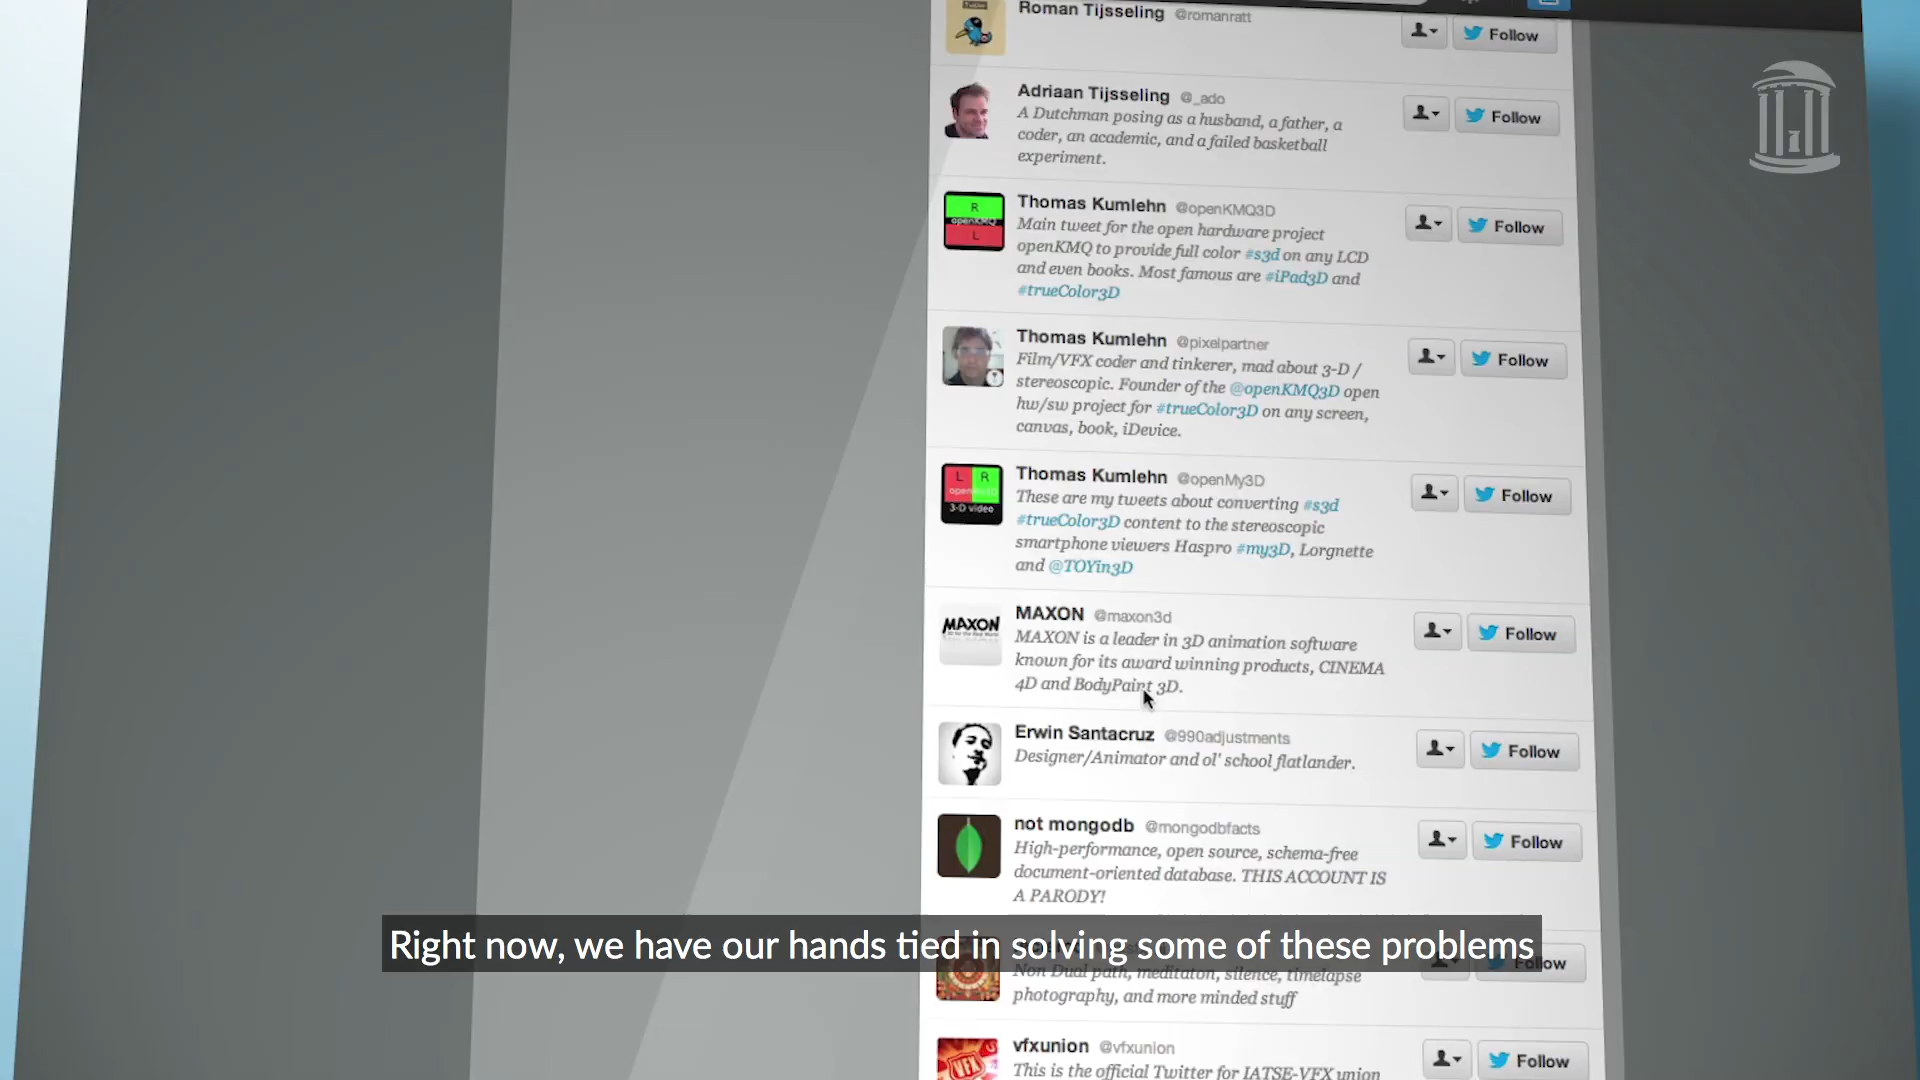 Roman Tijsseling @romanratt
Follow
Adriaan Tijsseling @_ado
A Dutchman posing as a husband, a father, a
coder, an academic, and a failed basketball
experiment.
Follow
R
openKMQ
L
Thomas Kumlehn @openKMQ3D
Main tweet for the open hardware project
openKMQ to provide full color #s3d on any LCD
and even books. Most famous are #iPad3D and
#trueColor3D
Follow
Thomas Kumlehn @pixelpartner
Film/VFX coder and tinkerer, mad about 3-D /
stereoscopic. Founder of the @openKMQ3D open
hw/sw project for #trueColor3D on any screen,
canvas, book, iDevice.
Follow
L R
3-D video
Thomas Kumlehn @openMy3D
These are my tweets about converting #s3d
#trueColor3D content to the stereoscopic
smartphone viewers Haspro #my3D, Lorgnette
and @TOYin3D
Follow
MAXON
MAXON @maxon3d
MAXON is a leader in 3D animation software
known for its award winning products, CINEMA
4D and BodyPaint 3D.
Follow
Erwin Santacruz @990adjustments
Designer/Animator and ol' school flatlander.
Follow
not mongodb @mongodbfacts
High-performance, open source, schema-free
document-oriented database. THIS ACCOUNT IS
A PARODY!
Follow
Right now, we have our hands tied in solving some of these problems
Non Dual path, meditaton, silence, timelapse
photography, and more minded stuff
Follow
VFX
vfxunion @vfxunion
This is the official Twitter for IATSE-VFX union
Follow